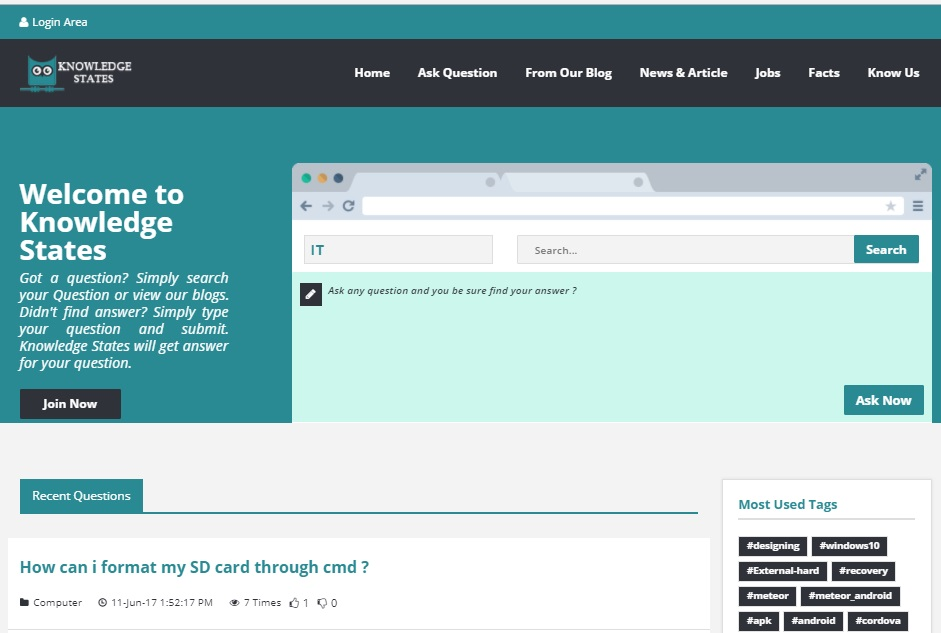 Login Area
KNOWLEDGE
STATES
Home Ask Question From Our Blog News & Article Jobs Facts Know Us
Welcome to
Knowledge
States
Got a question? Simply search
your Question or view our blogs.
Didn't find answer? Simply type
your question and submit.
Knowledge States will get answer
for your question.
Join Now
IT
Search...
Search
Ask any question and you be sure find your answer ?
Ask Now
Recent Questions
How can i format my SD card through cmd ?
Computer 11-Jun-17 1:52:17 PM 7 Times 1 0
Most Used Tags
#designing #windows10
#External-hard #recovery
#meteor #meteor_android
#apk #android #cordova